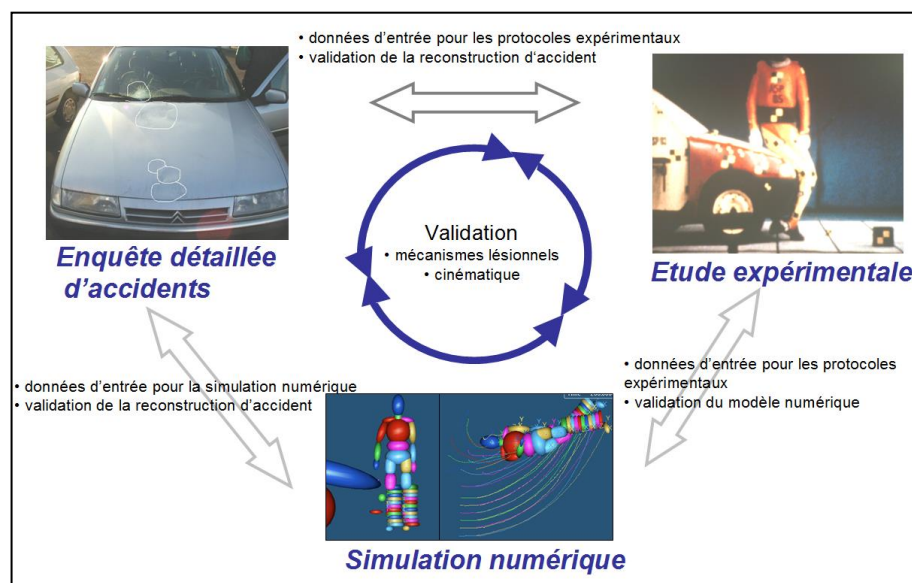 • données d'entrée pour les protocoles expérimentaux
• validation de la reconstruction d'accident
Enquête détaillée
d'accidents
Validation
• mécanismes lésionnels
• cinématique
Etude expérimentale
• données d'entrée pour la simulation numérique
• validation de la reconstruction d'accident
• données d'entrée pour les protocoles
expérimentaux
• validation du modèle numérique
Simulation numérique